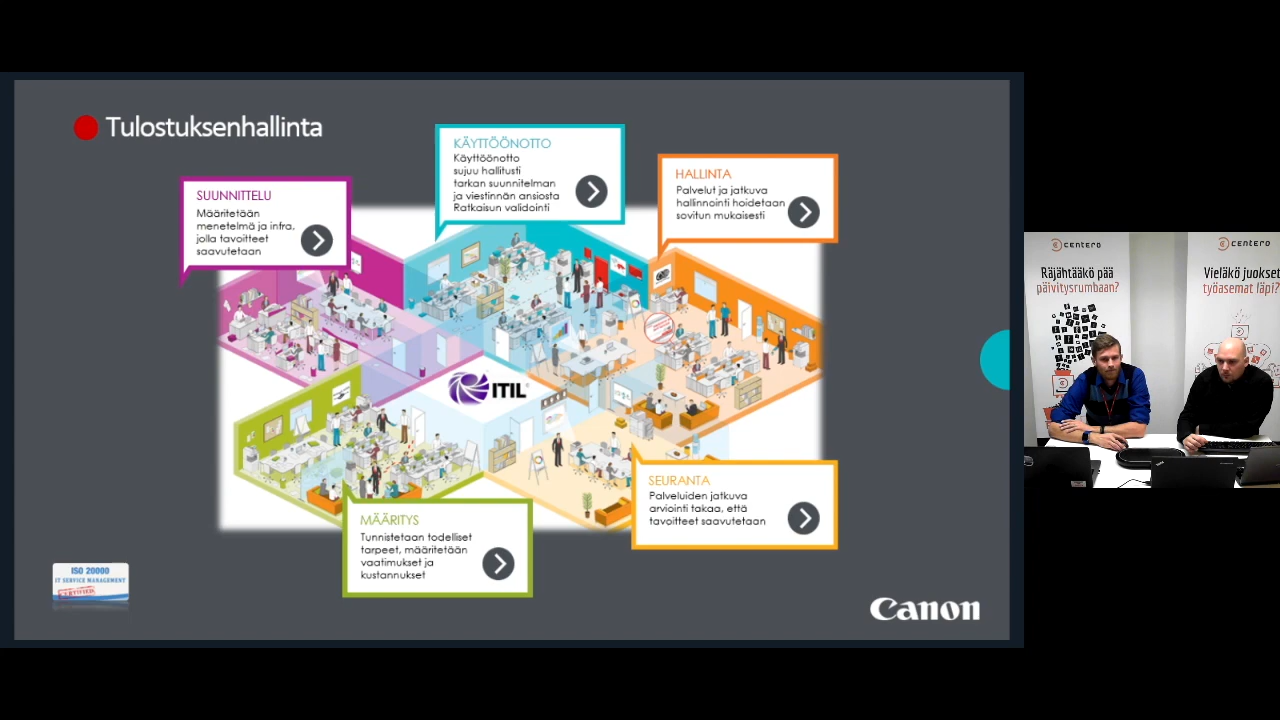 Tulostuksenhallinta
SUUNNITTELU
Määritetään
menetelmä ja infra,
jolla tavoitteet
saavutetaan
KÄYTTÖÖNOTTO
Käyttöönotto
sujuu hallitusti
tarkan suunnitelman
ja viestinnän ansiosta
Ratkaisun validointi
HALLINTA
Palvelut ja jatkuva
hallinnointi hoidetaan
sovitun mukaisesti
ITIL
MÄÄRITYS
Tunnistetaan todelliset
tarpeet, määritetään
vaatimukset ja
kustannukset
SEURANTA
Palveluiden jatkuva
arviointi takaa, että
tavoitteet saavutetaan
ISO 20000
IT SERVICE MANAGEMENT
CERTIFIED
Canon
centero
Räjähtääkö pää
päivitysrumbaan?
centero
Vieläkö juokset
työasemat läpi?